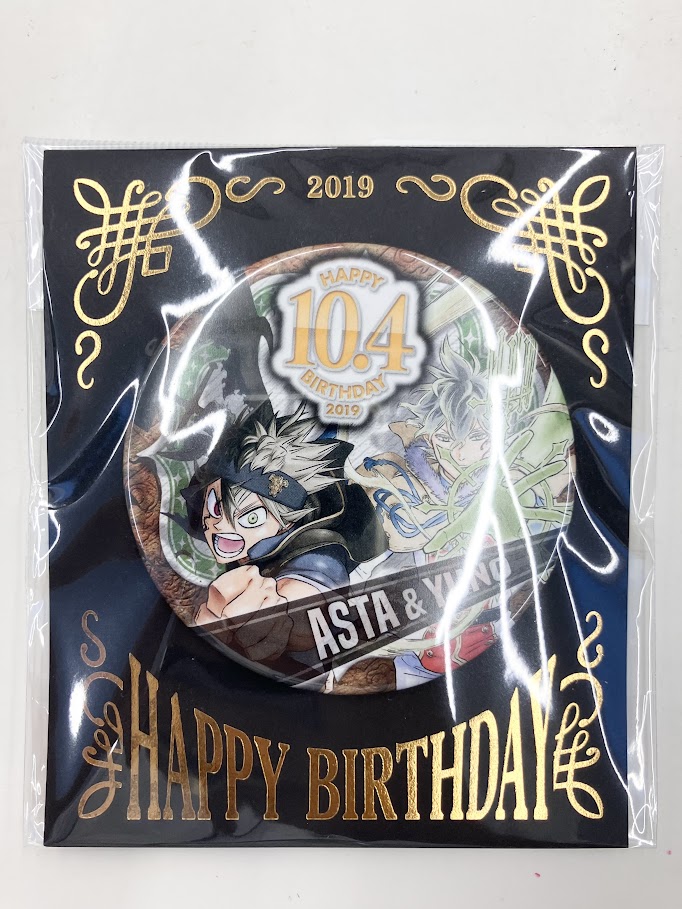 2019
HAPPY
10.4
BIRTHDAY
2019
ASTA & YUNO
HAPPY BIRTHDAY